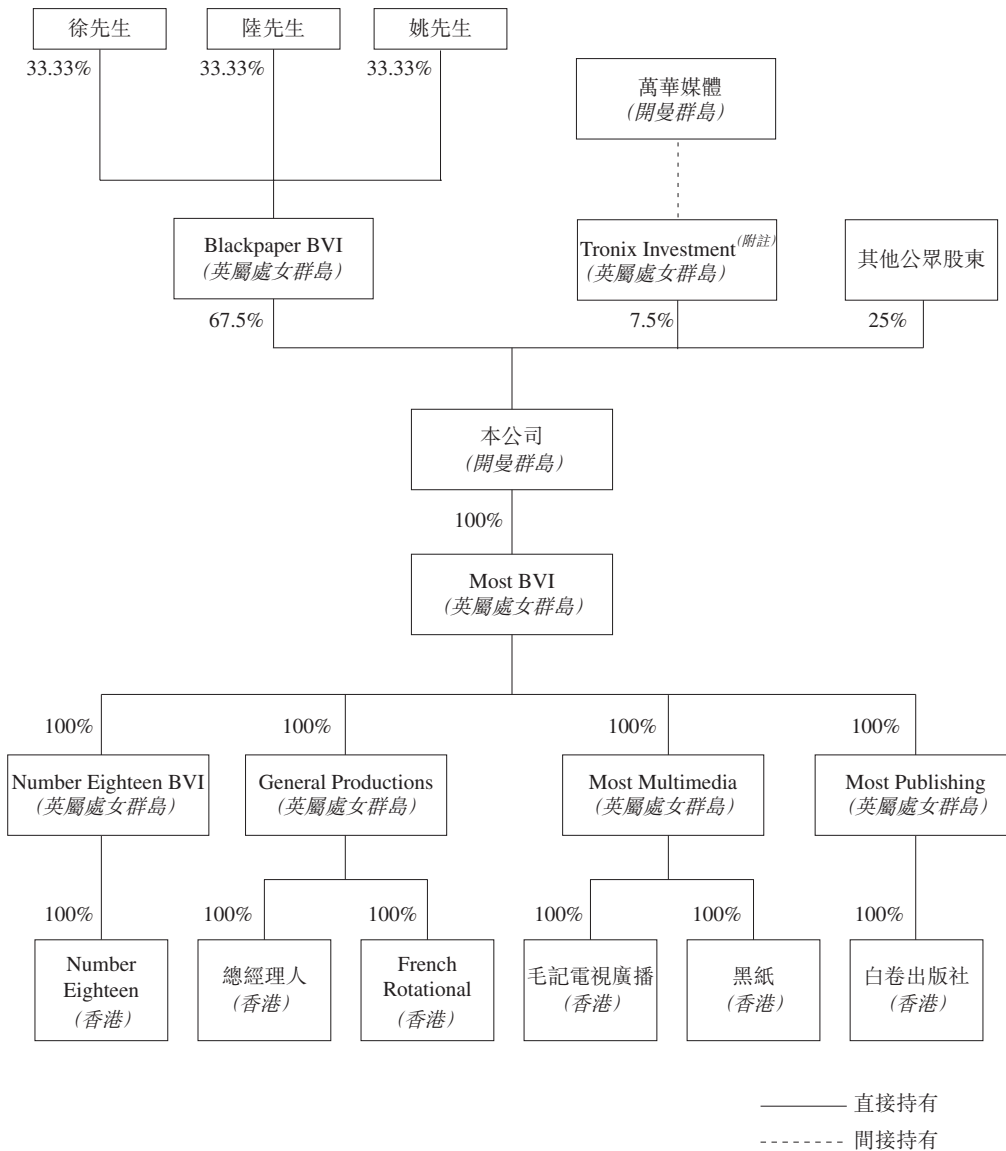 徐先生
陸先生
姚先生
33.33%
33.33%
33.33%
萬華媒體
(開曼群島)
Blackpaper BVI
(英屬處女群島)
Tronix Investment(附註)
(英屬處女群島)
其他公眾股東
67.5%
7.5%
25%
本公司
(開曼群島)
100%
Most BVI
(英屬處女群島)
100%
100%
100%
100%
Number Eighteen BVI
(英屬處女群島)
General Productions
(英屬處女群島)
Most Multimedia
(英屬處女群島)
Most Publishing
(英屬處女群島)
100%
100%
100%
100%
100%
100%
Number
Eighteen
(香港)
總經理人
(香港)
French
Rotational
(香港)
毛記電視廣播
(香港)
黑紙
(香港)
白卷出版社
(香港)
直接持有
間接持有